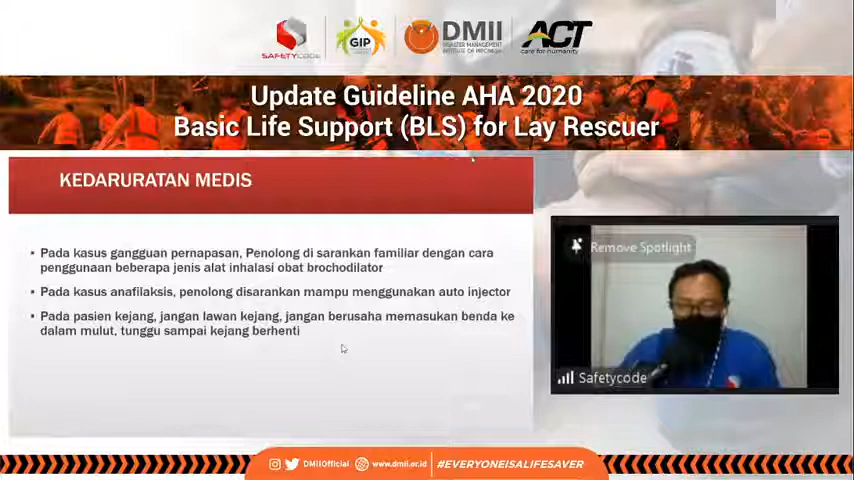 SAFETYCODE
GIP
DMII
DISASTER MANAGEMENT
INSTITUTE OF INDONESIA
ACT
care for humanity
Update Guideline AHA 2020
Basic Life Support (BLS) for Lay Rescuer
KEDARURATAN MEDIS
▪ Pada kasus gangguan pernapasan, Penolong di sarankan familiar dengan cara
penggunaan beberapa jenis alat inhalasi obat brochodilator
▪ Pada kasus anafilaksis, penolong disarankan mampu menggunakan auto injector
▪ Pada pasien kejang, jangan lawan kejang, jangan berusaha memasukan benda ke
dalam mulut, tunggu sampai kejang berhenti
Remove Spotlight
Safetycode
DMIIOfficial www.dmii.or.id #EVERYONEISALIFESAVER